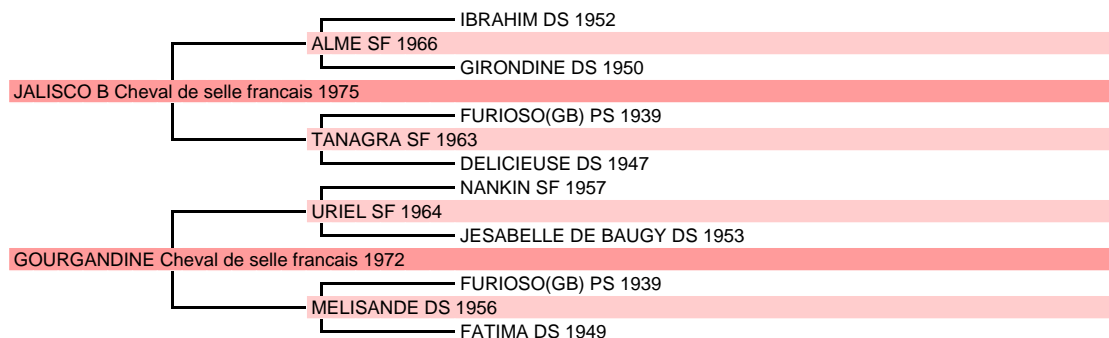 IBRAHIM DS 1952
ALME SF 1966
GIRONDINE DS 1950
JALISCO B Cheval de selle francais 1975
FURIOSO(GB) PS 1939
TANAGRA SF 1963
DELICIEUSE DS 1947
NANKIN SF 1957
URIEL SF 1964
JESABELLE DE BAUGY DS 1953
GOURGANDINE Cheval de selle francais 1972
FURIOSO(GB) PS 1939
MELISANDE DS 1956
FATIMA DS 1949